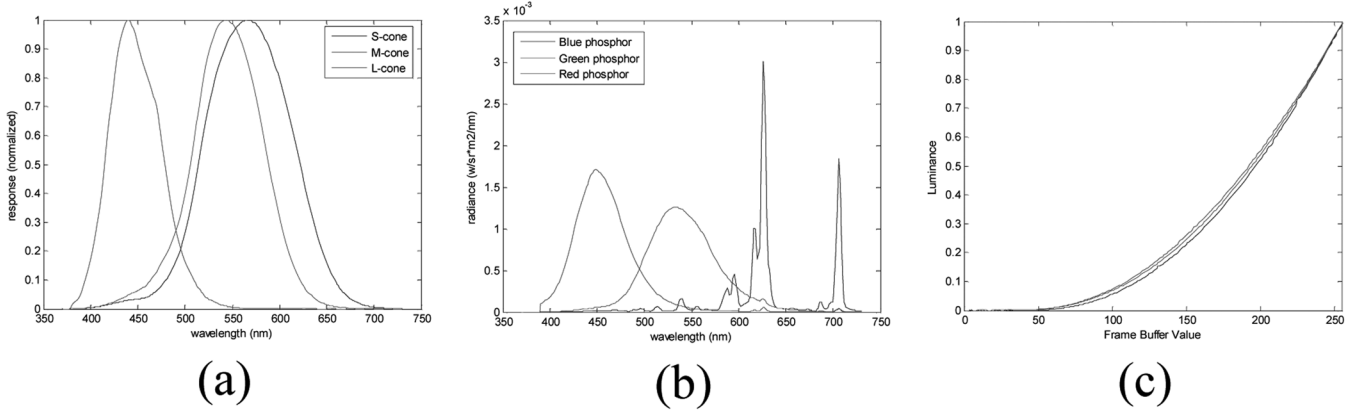 1
0.9
0.8
0.7
0.6
0.5
0.4
0.3
0.2
0.1
0
response (normalized)
S-cone
M-cone
L-cone
350 400 450 500 550 600 650 700 750
wavelength (nm)
(a)
x 10⁻³
3.5
3
2.5
2
1.5
1
0.5
0
radiance (w/sr*m2/nm)
Blue phosphor
Green phosphor
Red phosphor
350 400 450 500 550 600 650 700 750
wavelength (nm)
(b)
1
0.9
0.8
0.7
0.6
0.5
0.4
0.3
0.2
0.1
0
Luminance
0 50 100 150 200 250
Frame Buffer Value
(c)